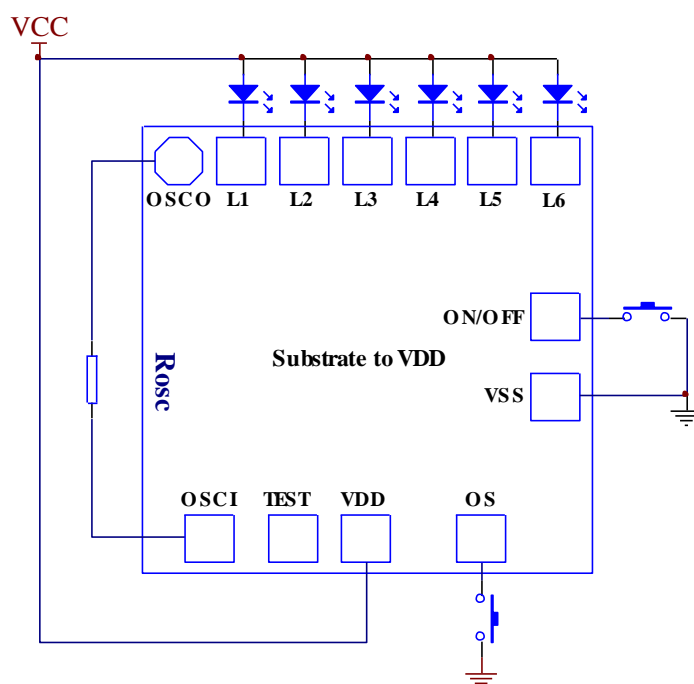 VCC
OSCO L1 L2 L3 L4 L5 L6
ON/OFF
Rosc
Substrate to VDD
VSS
OSCI TEST VDD OS